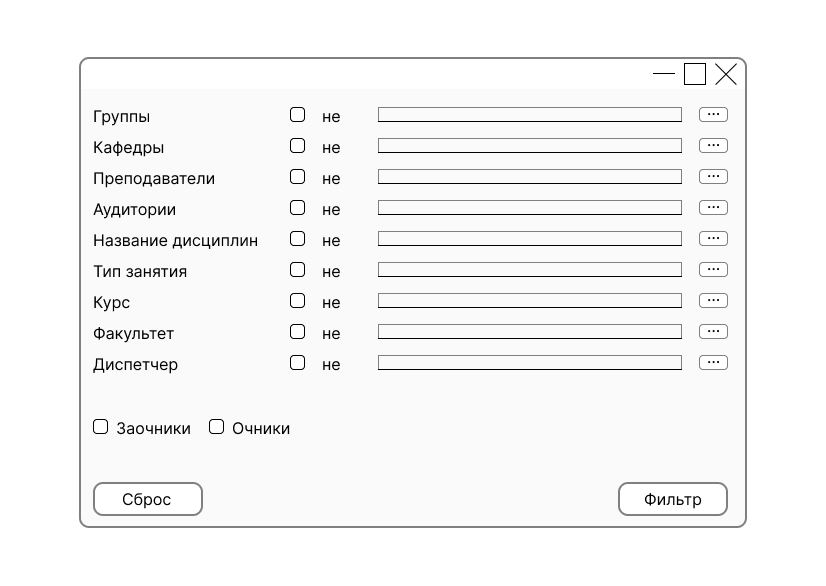 Группы не ...
Кафедры не ...
Преподаватели не ...
Аудитории не ...
Название дисциплин не ...
Тип занятия не ...
Курс не ...
Факультет не ...
Диспетчер не ...
Заочники Очники
Сброс Фильтр